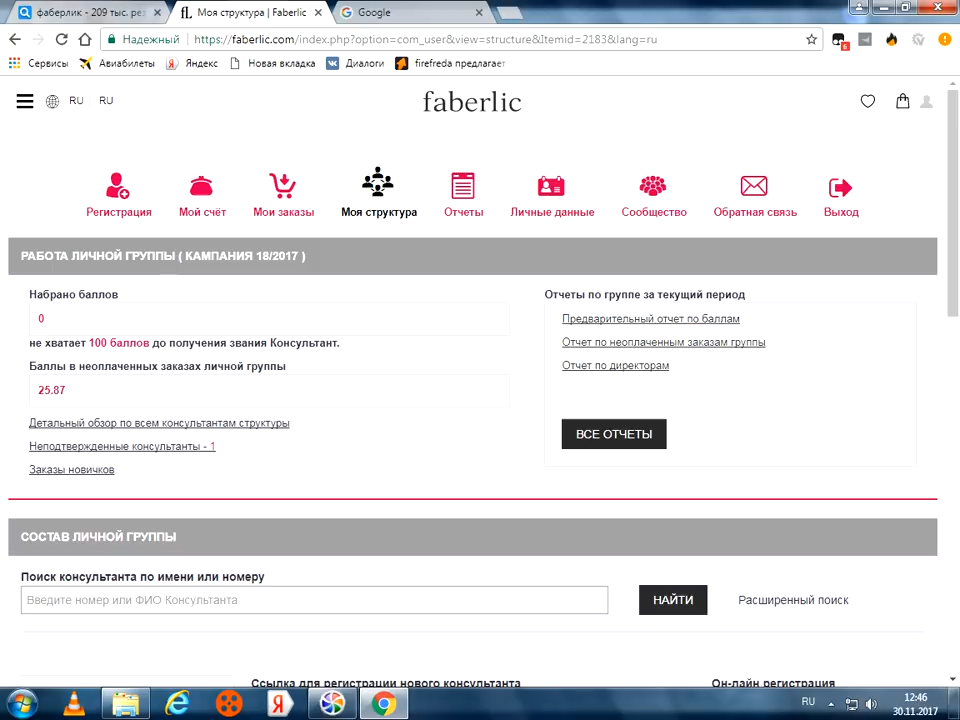 фаберлик - 209 тыс. рез
Моя структура | Faberlic
Google
Надежный
https://faberlic.com/index.php?option=com_user&view=structure&Itemid=2183&lang=ru
6
Сервисы
Авиабилеты
Яндекс
Новая вкладка
Диалоги
firefreda предлагает
RU RU
faberlic
Регистрация
Мой счёт
Мои заказы
Моя структура
Отчеты
Личные данные
Сообщество
Обратная связь
Выход
РАБОТА ЛИЧНОЙ ГРУППЫ ( КАМПАНИЯ 18/2017 )
Набрано баллов
0
не хватает 100 баллов до получения звания Консультант.
Баллы в неоплаченных заказах личной группы
25.87
Детальный обзор по всем консультантам структуры
Неподтвержденные консультанты - 1
Заказы новичков
Отчеты по группе за текущий период
Предварительный отчет по баллам
Отчет по неоплаченным заказам группы
Отчет по директорам
ВСЕ ОТЧЕТЫ
СОСТАВ ЛИЧНОЙ ГРУППЫ
Поиск консультанта по имени или номеру
Введите номер или ФИО Консультанта
НАЙТИ
Расширенный поиск
Ссылка для регистрации нового консультанта
Он-лайн регистрация
RU
12:46
30.11.2017